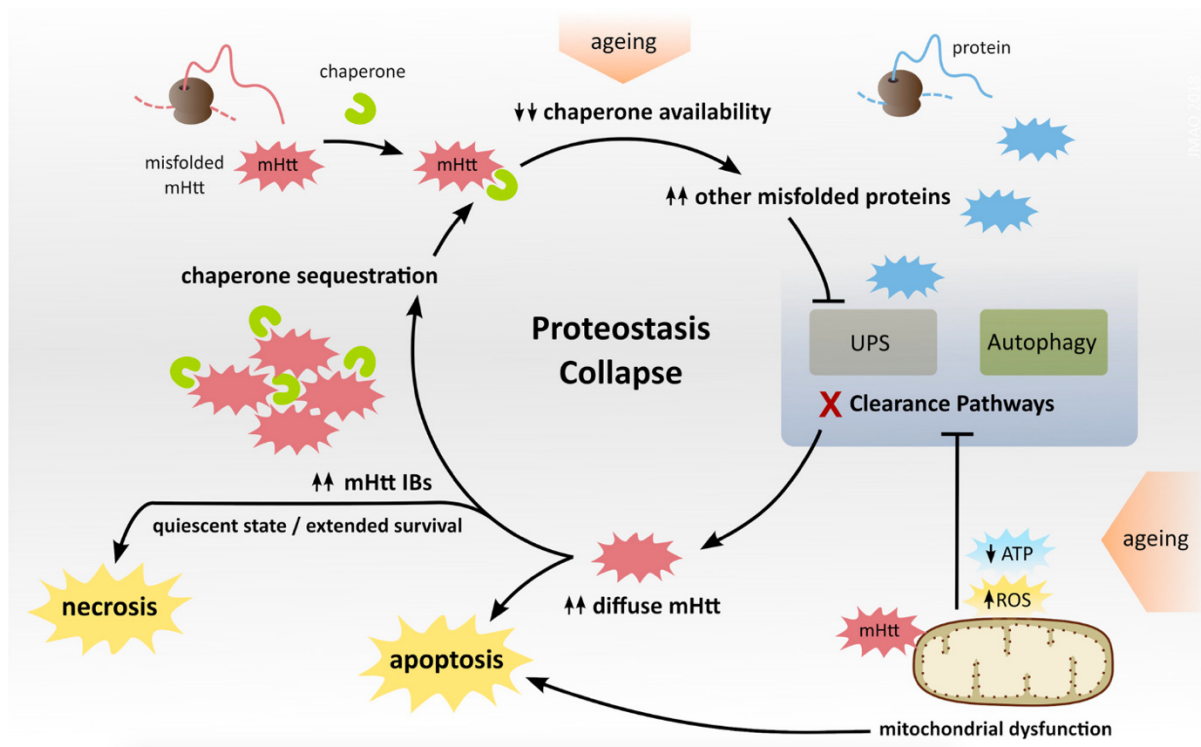 ageing
protein
chaperone
↓↓ chaperone availability
misfolded
mHtt
mHtt
mHtt
↑↑ other misfolded proteins
chaperone sequestration
Proteostasis
Collapse
UPS
Autophagy
X Clearance Pathways
↑↑ mHtt IBs
quiescent state / extended survival
ageing
↓ ATP
↑ROS
necrosis
↑↑ diffuse mHtt
mHtt
apoptosis
mitochondrial dysfunction